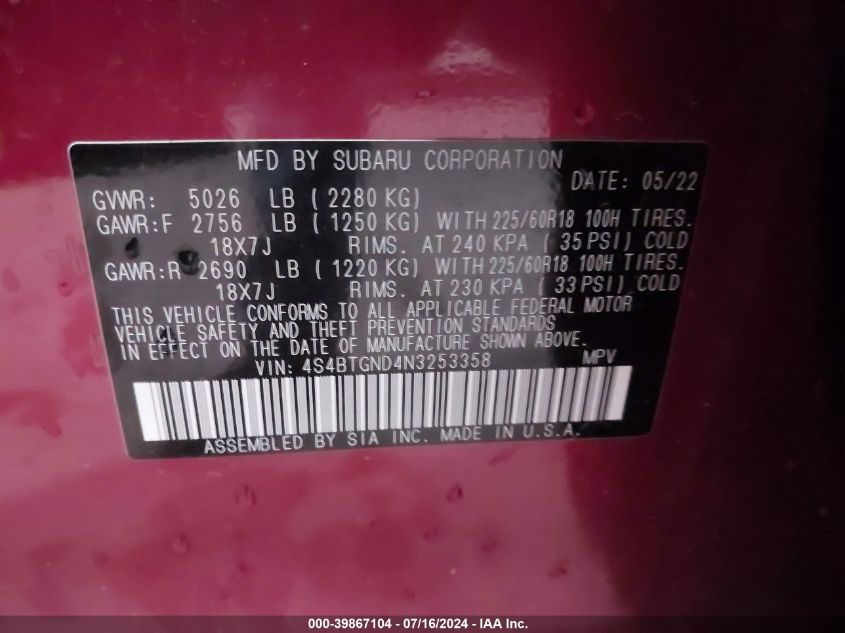 MFD BY SUBARU CORPORATION
DATE: 05/22
GVWR: 5026 LB ( 2280 KG)
GAWR:F 2756 LB ( 1250 KG) WITH 225/60R18 100H TIRES.
18X7J RIMS. AT 240 KPA ( 35 PSI) COLD
GAWR:R 2690 LB ( 1220 KG) WITH 225/60R18 100H TIRES.
18X7J RIMS. AT 230 KPA ( 33 PSI) COLD
THIS VEHICLE CONFORMS TO ALL APPLICABLE FEDERAL MOTOR
VEHICLE SAFETY AND THEFT PREVENTION STANDARDS
IN EFFECT ON THE DATE OF MANUFACTURE SHOWN ABOVE.
VIN: 4S4BTGND4N3253358 MPV
ASSEMBLED BY SIA INC. MADE IN U.S.A.
000-39867104 - 07/16/2024 - IAA Inc.